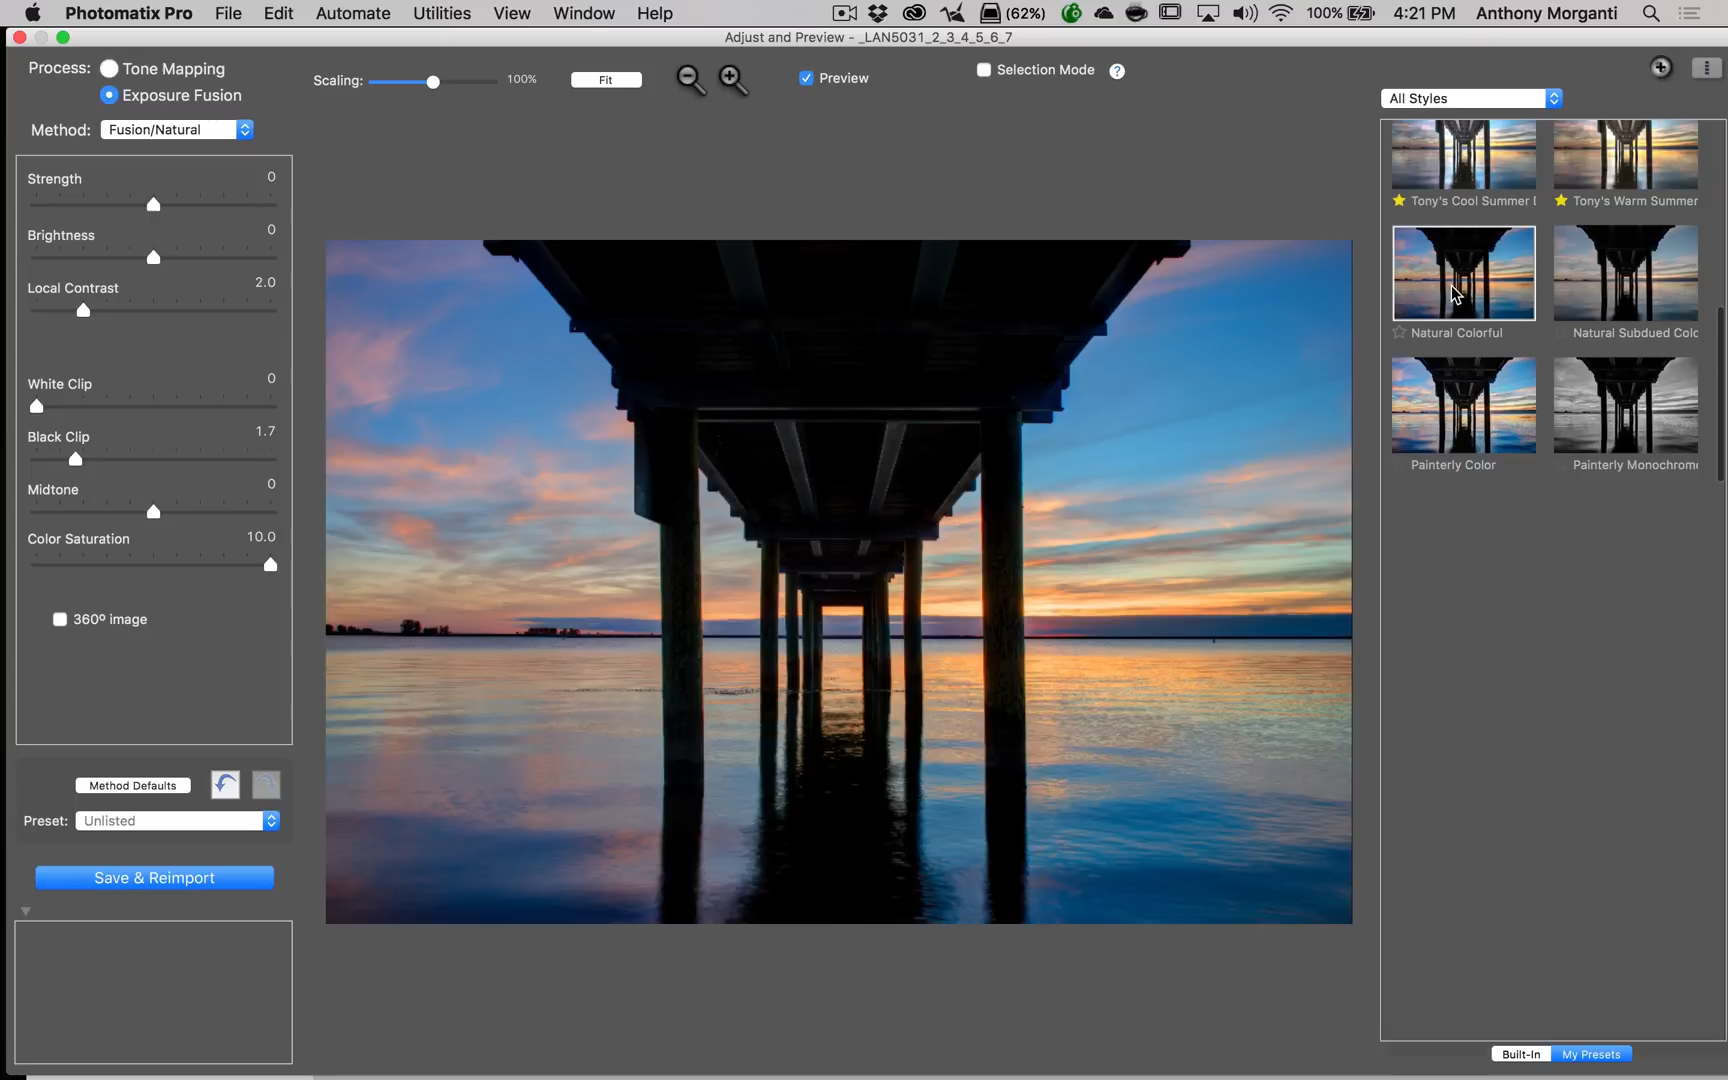 Photomatix Pro File Edit Automate Utilities View Window Help (62%) 100% 4:21 PM Anthony Morganti
Adjust and Preview - _LAN5031_2_3_4_5_6_7
Process: Tone Mapping
Exposure Fusion
Method: Fusion/Natural
Scaling: 100% Fit Preview Selection Mode ?
All Styles
Strength 0
Brightness 0
Local Contrast 2.0
White Clip 0
Black Clip 1.7
Midtone 0
Color Saturation 10.0
360º image
Method Defaults
Preset: Unlisted
Save & Reimport
Tony's Cool Summer Tony's Warm Summer
Natural Colorful Natural Subdued Colo
Painterly Color Painterly Monochrome
Built-In My Presets